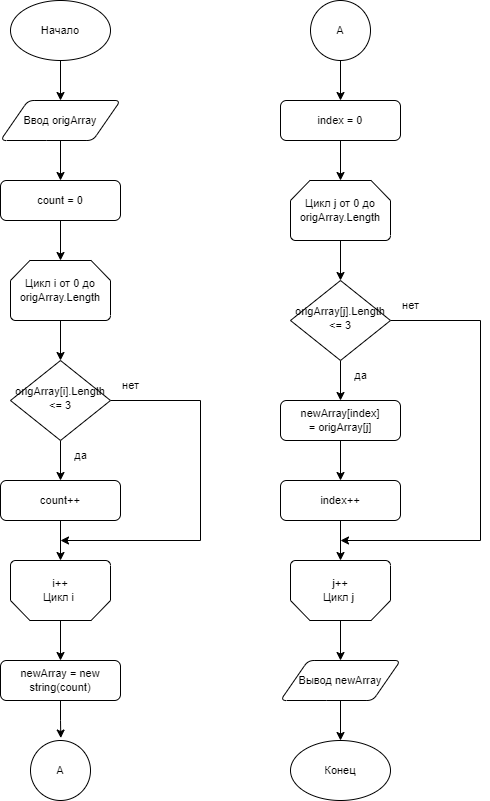 Начало
Ввод origArray
count = 0
Цикл i от 0 до
origArray.Length
origArray[i].Length
<= 3
нет
да
count++
i++
Цикл i
newArray = new
string(count)
A
A
index = 0
Цикл j от 0 до
origArray.Length
origArray[j].Length
<= 3
нет
да
newArray[index]
= origArray[j]
index++
j++
Цикл j
Вывод newArray
Конец